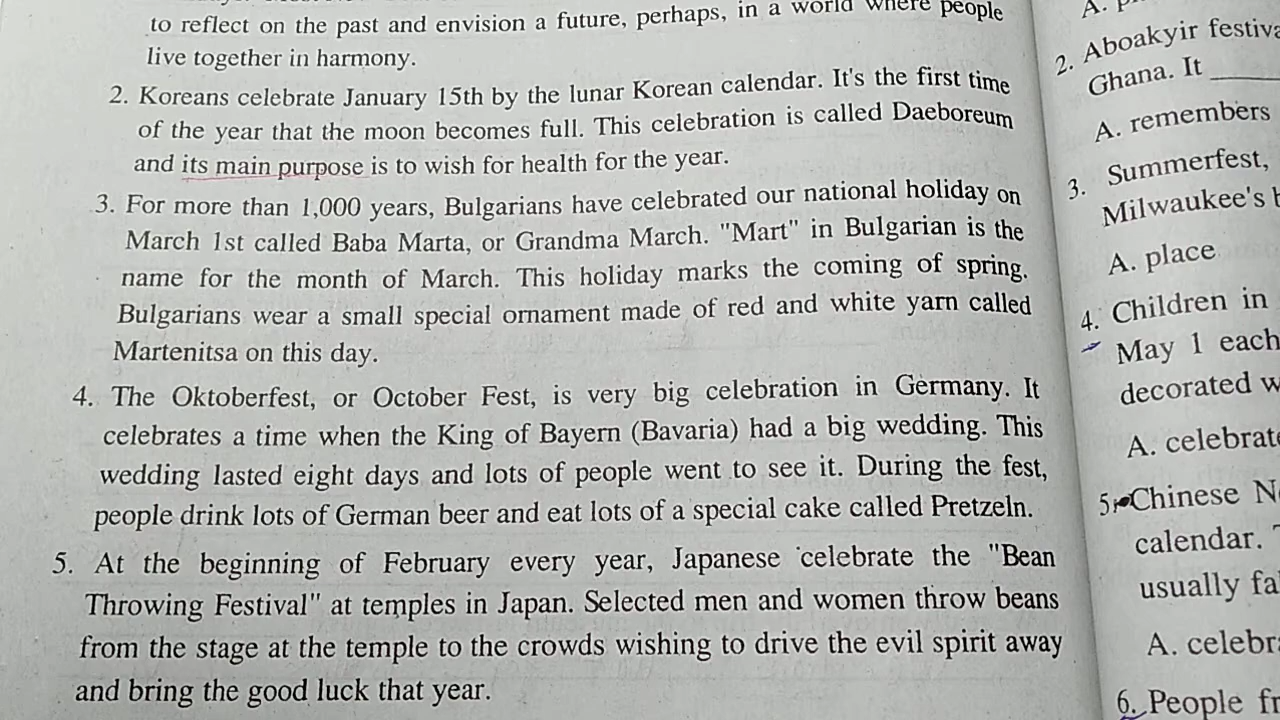 to reflect on the past and envision a future, perhaps, in a world where people
live together in harmony.
2. Koreans celebrate January 15th by the lunar Korean calendar. It's the first time
of the year that the moon becomes full. This celebration is called Daeboreum
and its main purpose is to wish for health for the year.
3. For more than 1,000 years, Bulgarians have celebrated our national holiday on
March 1st called Baba Marta, or Grandma March. "Mart" in Bulgarian is the
name for the month of March. This holiday marks the coming of spring.
Bulgarians wear a small special ornament made of red and white yarn called
Martenitsa on this day.
4. The Oktoberfest, or October Fest, is very big celebration in Germany. It
celebrates a time when the King of Bayern (Bavaria) had a big wedding. This
wedding lasted eight days and lots of people went to see it. During the fest,
people drink lots of German beer and eat lots of a special cake called Pretzeln.
5. At the beginning of February every year, Japanese celebrate the "Bean
Throwing Festival" at temples in Japan. Selected men and women throw beans
from the stage at the temple to the crowds wishing to drive the evil spirit away
and bring the good luck that year.
A.
2. Aboakyir
Ghana. It ____
A. remembers
3. Summerfest,
Milwaukee's
A. place
4. Children in
May 1 each
decorated
A.
5. Chinese
calendar.
usually
A.
6. People